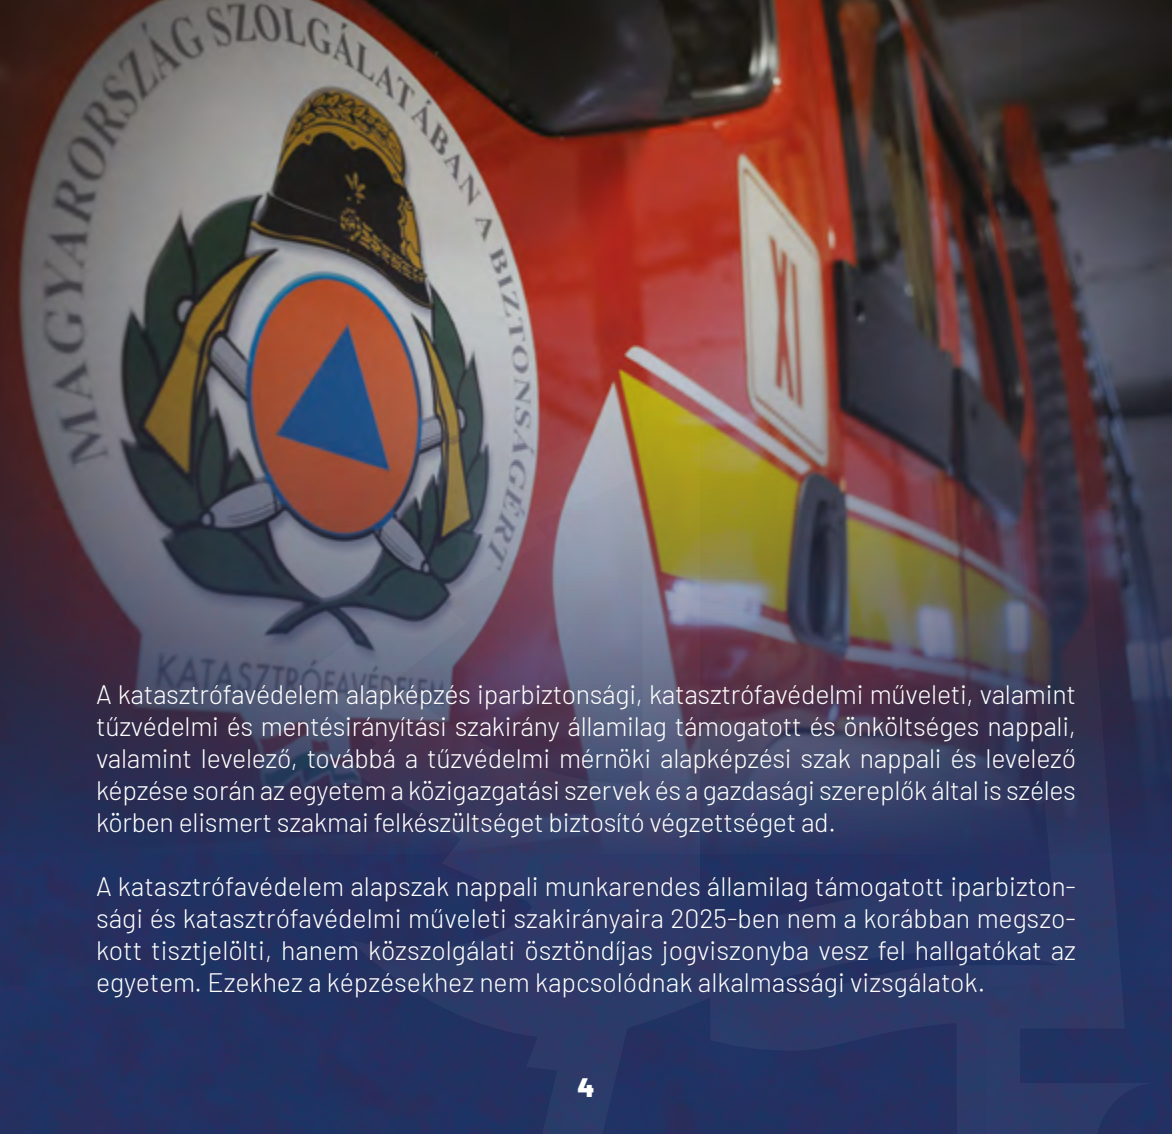 MAGYARORSZÁG SZOLGÁLATÁBAN A BIZTONSÁGÉRT
XI
KATASZTRÓFAVÉDELEM
A katasztrófavédelem alapképzés iparbiztonsági, katasztrófavédelmi műveleti, valamint
tűzvédelmi és mentésirányítási szakirány államilag támogatott és önköltséges nappali,
valamint levelező, továbbá a tűzvédelmi mérnöki alapképzési szak nappali és levelező
képzése során az egyetem a közigazgatási szervek és a gazdasági szereplők által is széles
körben elismert szakmai felkészültséget biztosító végzettséget ad.
A katasztrófavédelem alapszak nappali munkarendes államilag támogatott iparbizton-
sági és katasztrófavédelmi műveleti szakirányaira 2025-ben nem a korábban megszo-
kott tisztjelölti, hanem közszolgálati ösztöndíjas jogviszonyba vesz fel hallgatókat az
egyetem. Ezekhez a képzésekhez nem kapcsolódnak alkalmassági vizsgálatok.
4